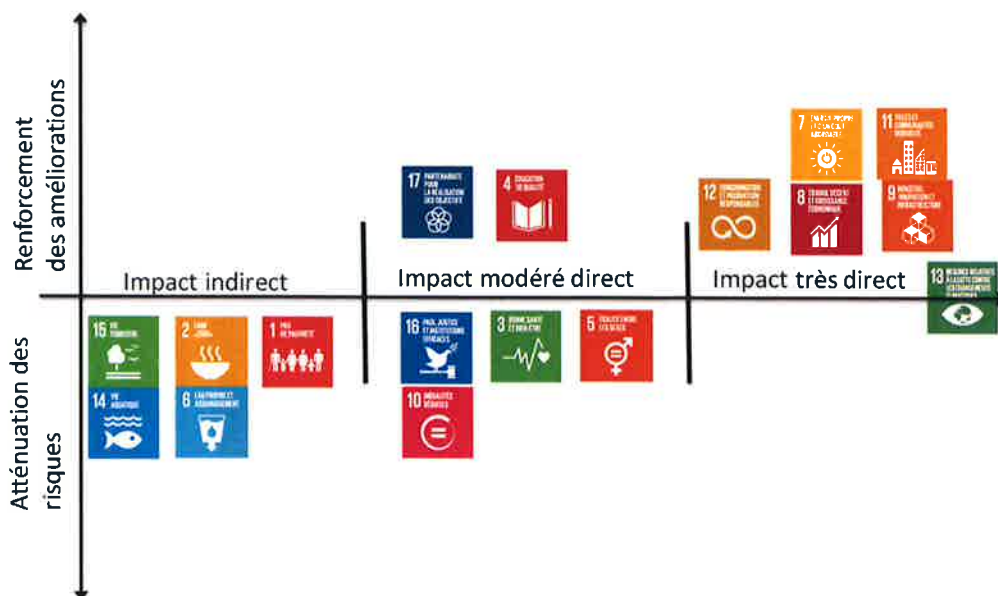 Renforcement
des améliorations
Atténuation des
risques
7
11
17 PARTENARIATS
POUR
LA RÉALISATION
DES OBJECTIFS
4 ÉDUCATION
DE QUALITÉ
12 CONSOMMATION
ET PRODUCTION
RESPONSABLES
8 TRAVAIL DÉCENT
ET CROISSANCE
ÉCONOMIQUE
9
INFRASTRUCTURE
Impact indirect
Impact modéré direct
Impact très direct
13
15 VIE
TERRESTRE
2 FAIM
«ZÉRO»
1 PAS
DE PAUVRETÉ
16 PAIX, JUSTICE
ET INSTITUTIONS
EFFICACES
3 BONNE SANTÉ
ET BIEN-ÊTRE
5 ÉGALITÉ ENTRE
LES SEXES
14 VIE
AQUATIQUE
6 EAU PROPRE ET
ASSAINISSEMENT
10 INÉGALITÉS
RÉDUITES